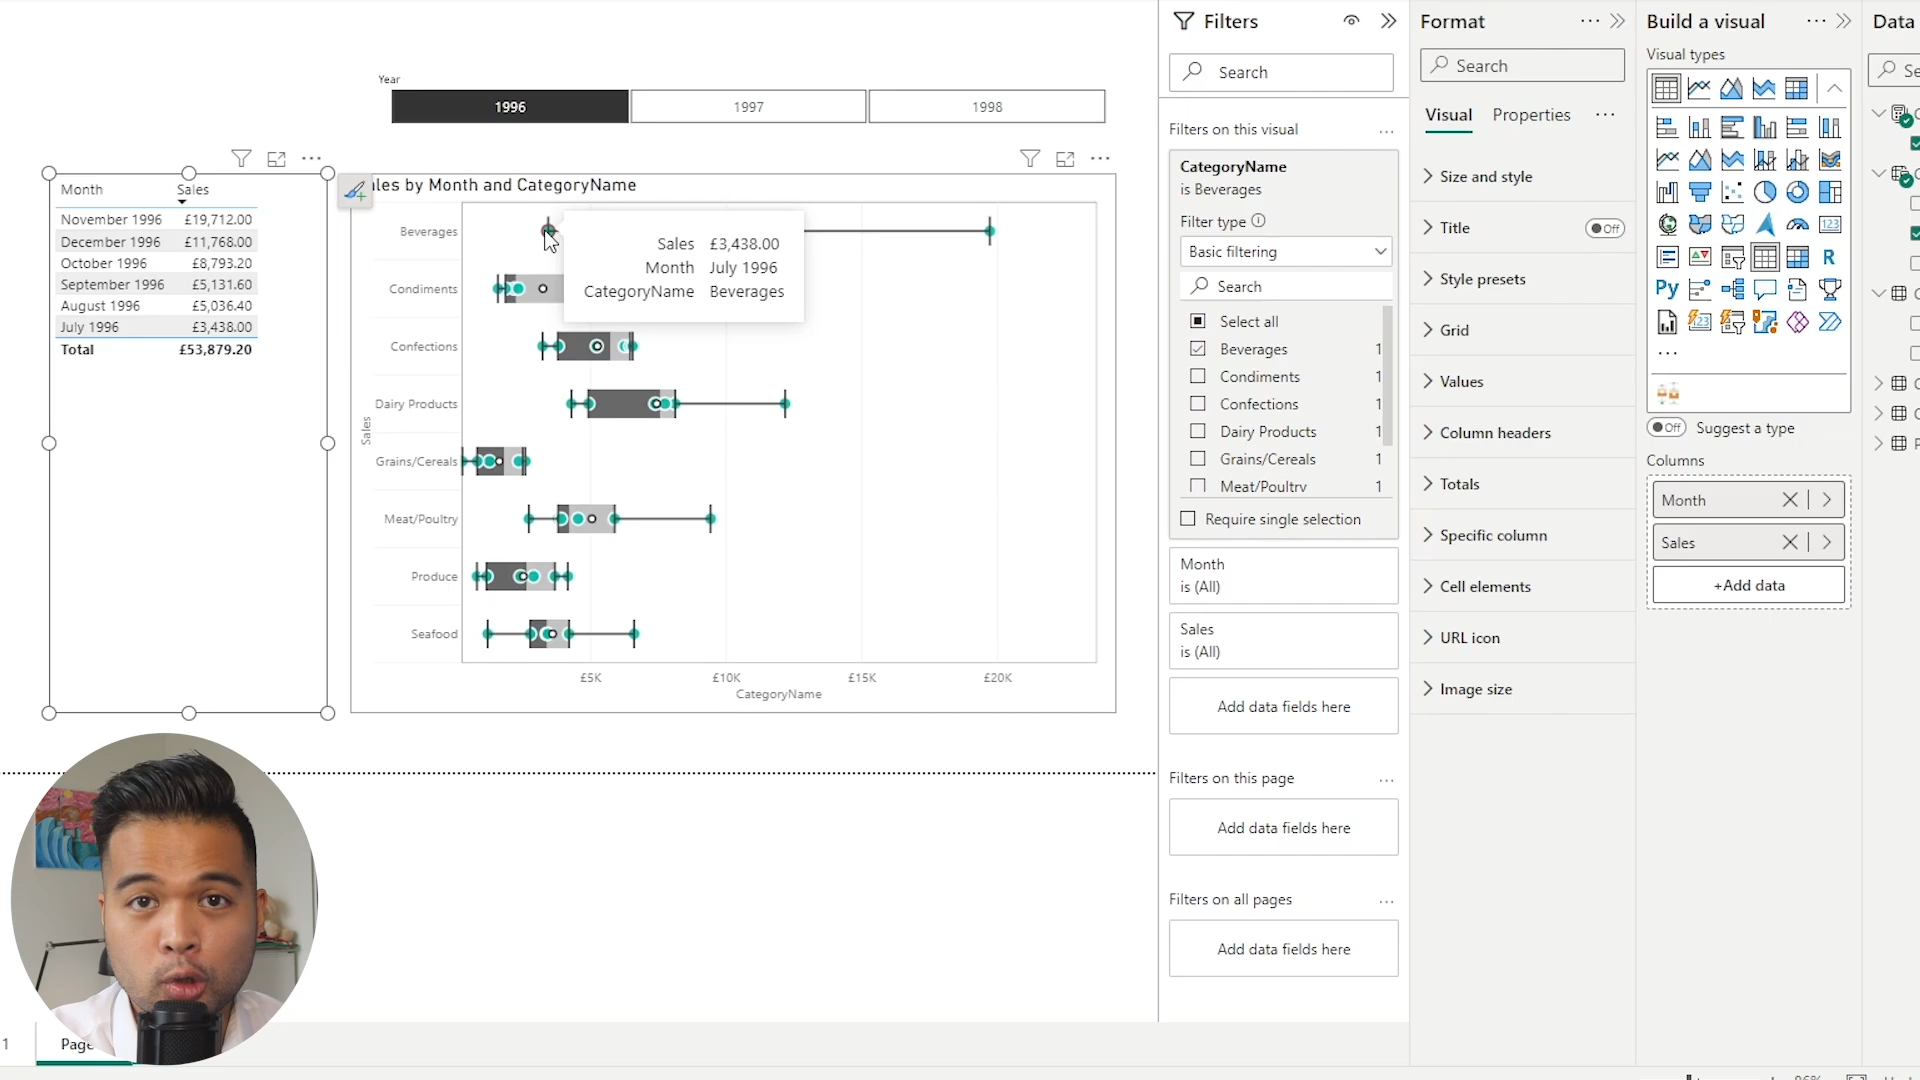 Year
1996
1997
1998
Month Sales
November 1996 £19,712.00
December 1996 £11,768.00
October 1996 £8,793.20
September 1996 £5,131.60
August 1996 £5,036.40
July 1996 £3,438.00
Total £53,879.20
les by Month and CategoryName
Sales
Beverages
Condiments
Confections
Dairy Products
Grains/Cereals
Meat/Poultry
Produce
Seafood
£5K £10K £15K £20K
CategoryName
Sales £3,438.00
Month July 1996
CategoryName Beverages
1
Page
Filters
Search
Filters on this visual
CategoryName
is Beverages
Filter type
Basic filtering
Search
Select all
Beverages 1
Condiments 1
Confections 1
Dairy Products 1
Grains/Cereals 1
Meat/Poultry 1
Require single selection
Month
is (All)
Sales
is (All)
Add data fields here
Filters on this page
Add data fields here
Filters on all pages
Add data fields here
Format
Search
Visual Properties
Size and style
Title Off
Style presets
Grid
Values
Column headers
Totals
Specific column
Cell elements
URL icon
Image size
Build a visual
Visual types
123
R
Py
123
Off Suggest a type
Columns
Month
Sales
+Add data
Data
Se